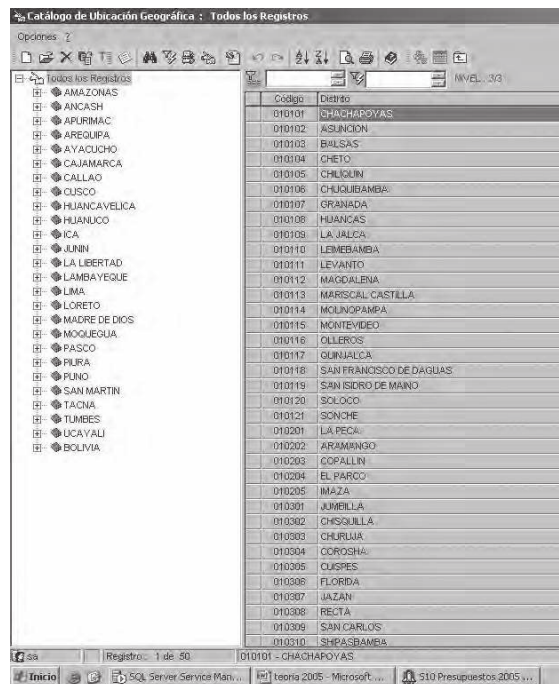 Catálogo de Ubicación Geográfica : Todos los Registros
Opciones ?
Todos los Registros
AMAZONAS
ANCASH
APURIMAC
AREQUIPA
AYACUCHO
CAJAMARCA
CALLAO
CUSCO
HUANCAVELICA
HUANUCO
ICA
JUNIN
LA LIBERTAD
LAMBAYEQUE
LIMA
LORETO
MADRE DE DIOS
MOQUEGUA
PASCO
PIURA
PUNO
SAN MARTIN
TACNA
TUMBES
UCAYALI
BOLIVIA
NIVEL : 3/3
Código Distrito
010101 CHACHAPOYAS
010102 ASUNCION
010103 BALSAS
010104 CHETO
010105 CHILIQUIN
010106 CHUQUIBAMBA
010107 GRANADA
010108 HUANCAS
010109 LA JALCA
010110 LEIMEBAMBA
010111 LEVANTO
010112 MAGDALENA
010113 MARISCAL CASTILLA
010114 MOLINOPAMPA
010115 MONTEVIDEO
010116 OLLEROS
010117 QUINJALCA
010118 SAN FRANCISCO DE DAGUAS
010119 SAN ISIDRO DE MAINO
010120 SOLOCO
010121 SONCHE
010201 LA PECA
010202 ARAMANGO
010203 COPALLIN
010204 EL PARCO
010205 IMAZA
010301 JUMBILLA
010302 CHISQUILLA
010303 CHURUJA
010304 COROSHA
010305 CUISPES
010306 FLORIDA
010307 JAZAN
010308 RECTA
010309 SAN CARLOS
010310 SHIPASBAMBA
sa Registro : 1 de 50 010101 - CHACHAPOYAS
Inicio SQL Server Service Man... teoria 2005 - Microsoft ... S10 Presupuestos 2005 ...